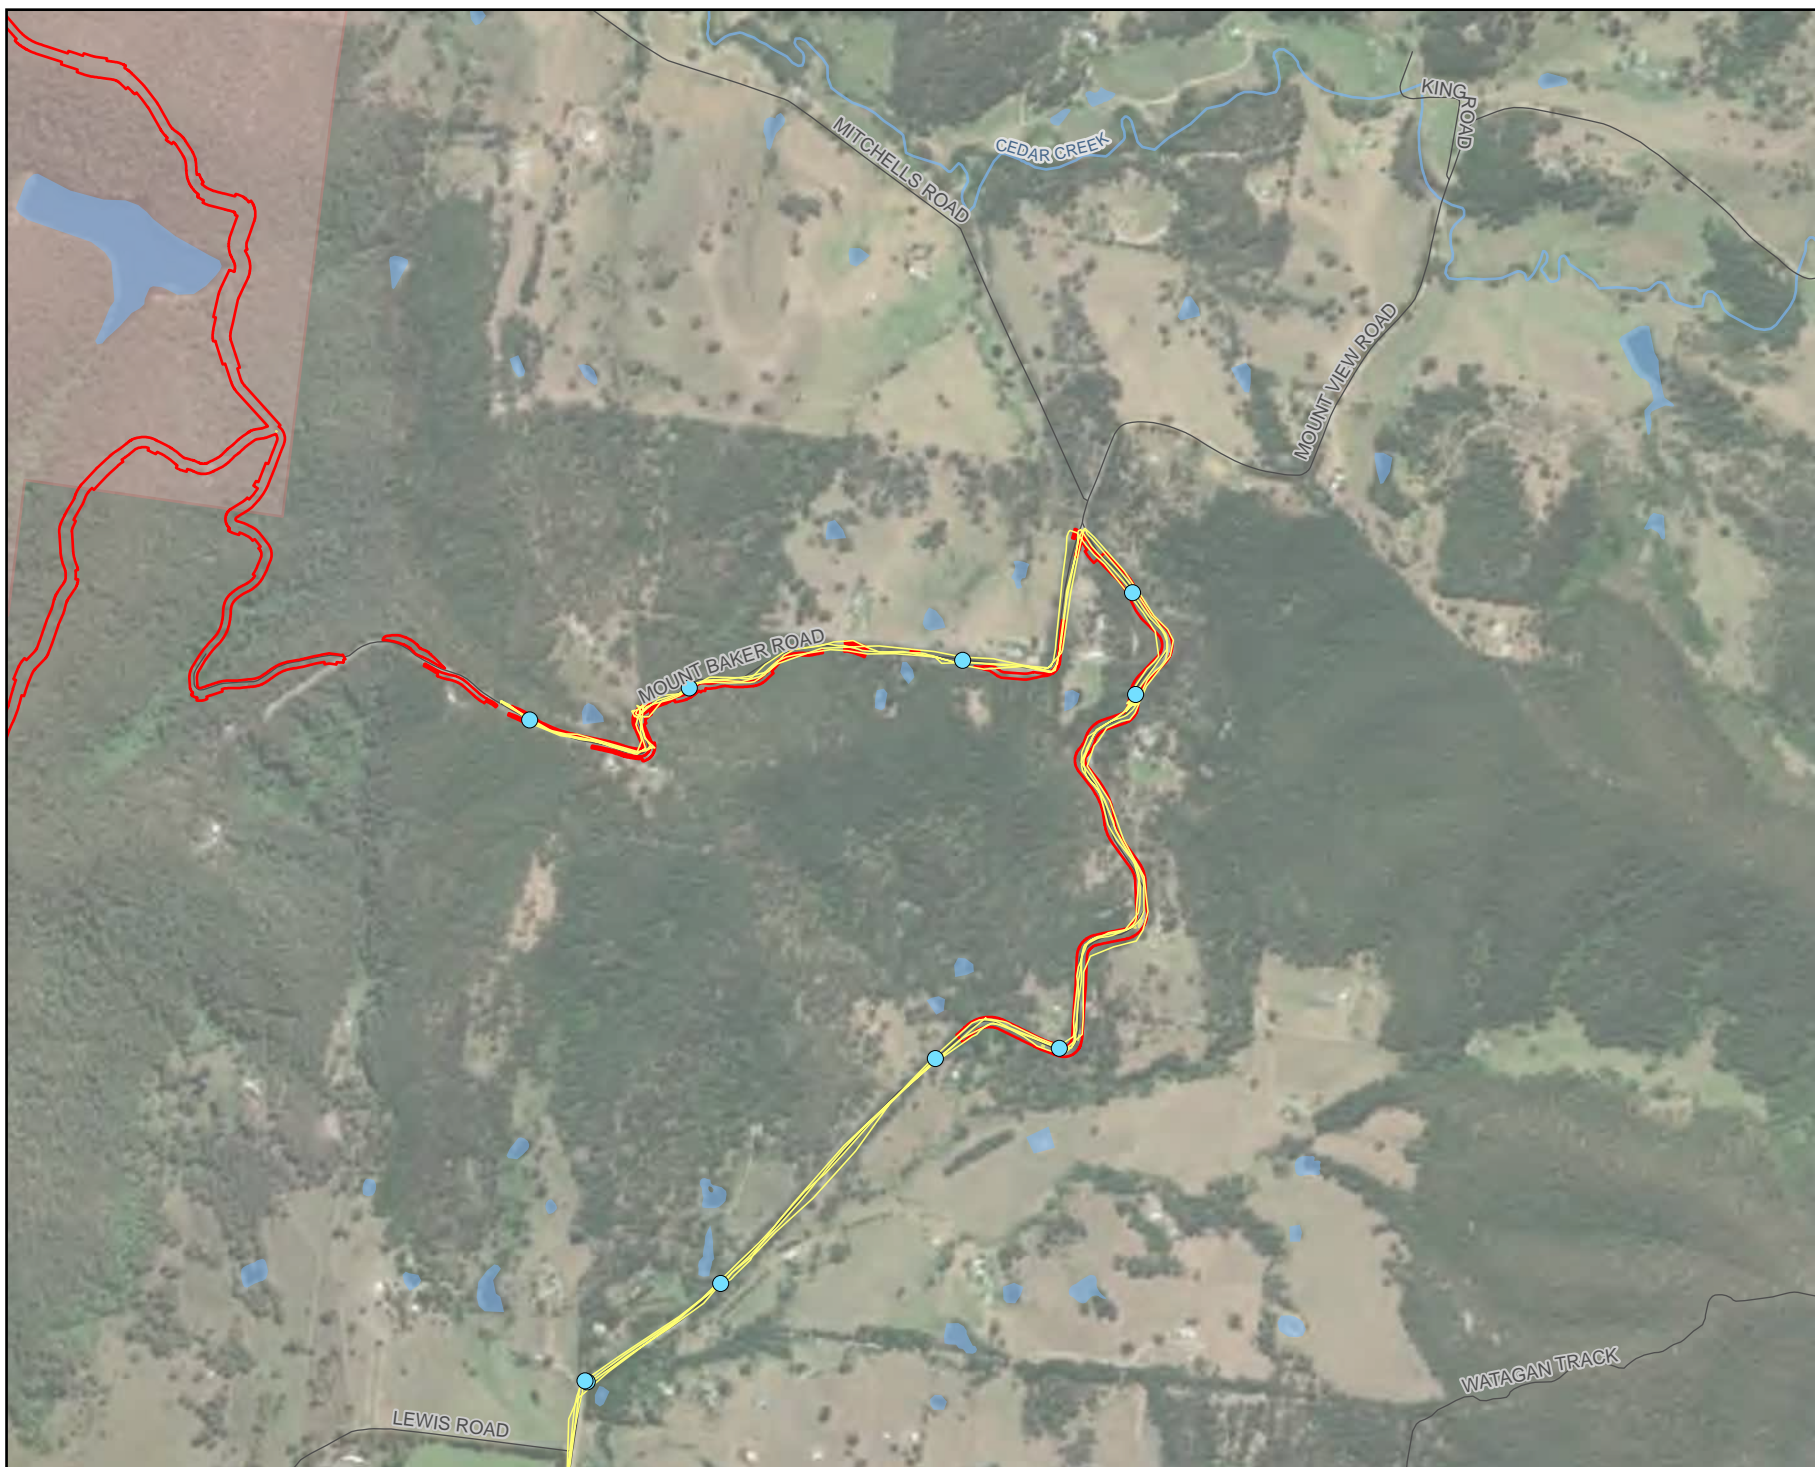 KING
ROAD
MITCHELLS ROAD
CEDAR CREEK
MOUNT VIEW ROAD
MOUNT BAKER ROAD
WATAGAN TRACK
LEWIS ROAD